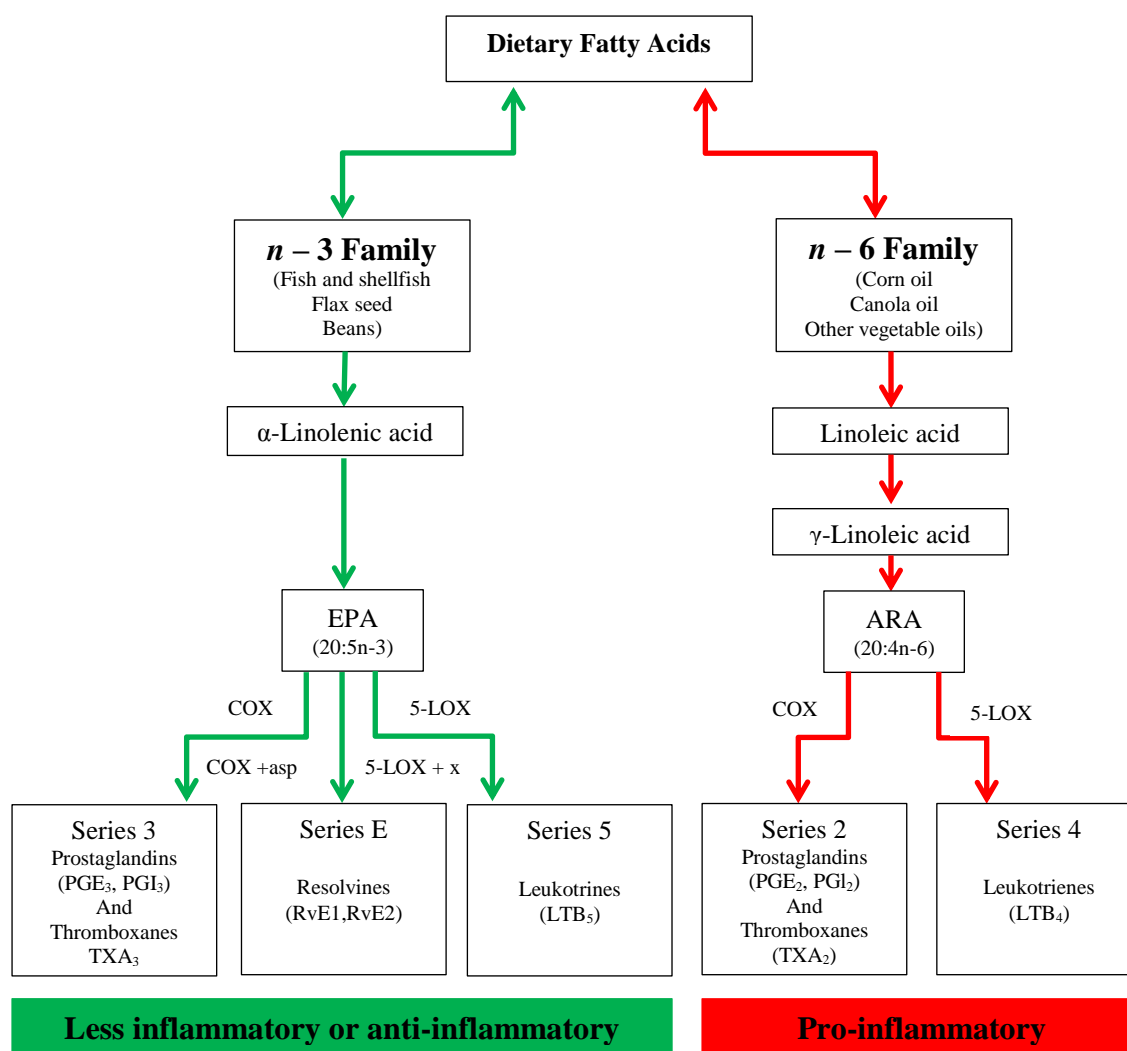 Dietary Fatty Acids
n – 3 Family
(Fish and shellfish
Flax seed
Beans)
n – 6 Family
(Corn oil
Canola oil
Other vegetable oils)
α-Linolenic acid
Linoleic acid
γ-Linoleic acid
EPA
(20:5n-3)
ARA
(20:4n-6)
COX
5-LOX
COX +asp
5-LOX + x
COX
5-LOX
Series 3
Prostaglandins
(PGE₃, PGI₃)
And
Thromboxanes
TXA₃
Series E
Resolvines
(RvE1,RvE2)
Series 5
Leukotrines
(LTB₅)
Series 2
Prostaglandins
(PGE₂, PGl₂)
And
Thromboxanes
(TXA₂)
Series 4
Leukotrienes
(LTB₄)
Less inflammatory or anti-inflammatory
Pro-inflammatory